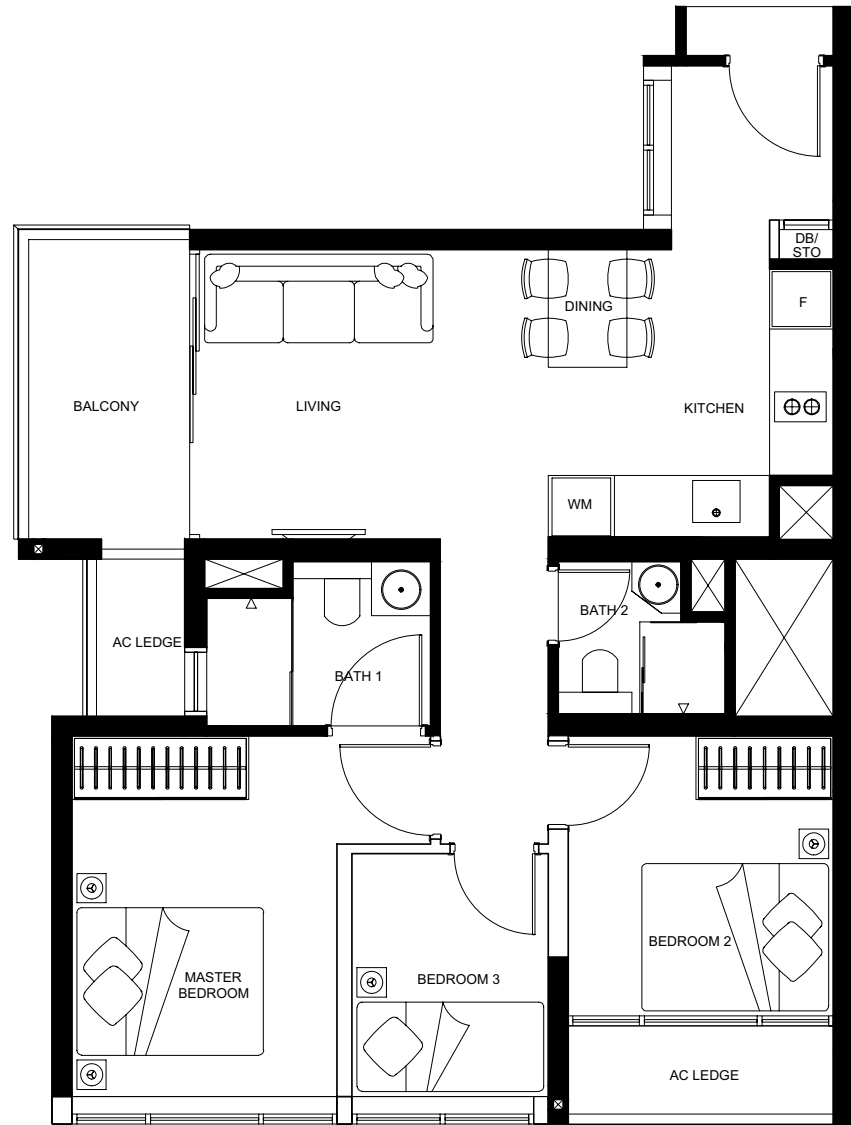 DB/
STO
F
DINING
BALCONY
LIVING
KITCHEN
WM
BATH 2
AC LEDGE
BATH 1
BEDROOM 2
MASTER
BEDROOM
BEDROOM 3
AC LEDGE